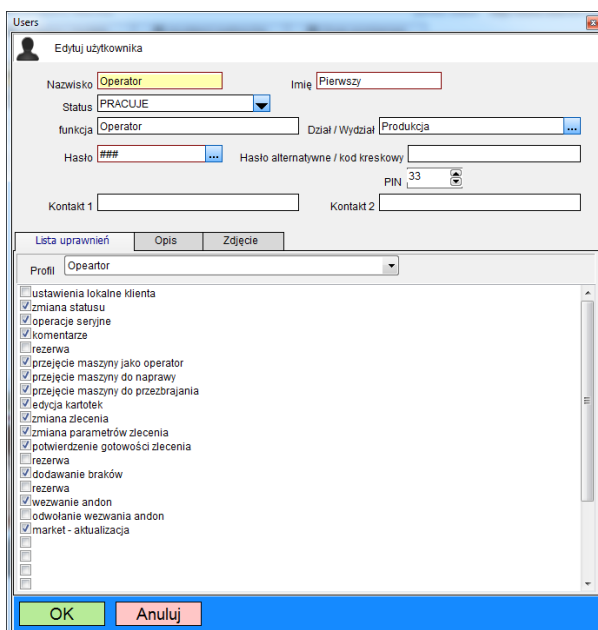 Users
Edytuj użytkownika
Nazwisko Operator Imię Pierwszy
Status PRACUJE
funkcja Operator Dział / Wydział Produkcja ...
Hasło ### ... Hasło alternatywne / kod kreskowy
PIN 33
Kontakt 1 Kontakt 2
Lista uprawnień Opis Zdjęcie
Profil Opeartor
ustawienia lokalne klienta
zmiana statusu
operacje seryjne
komentarze
rezerwa
przejęcie maszyny jako operator
przejęcie maszyny do naprawy
przejęcie maszyny do przezbrajania
edycja kartotek
zmiana zlecenia
zmiana parametrów zlecenia
potwierdzenie gotowości zlecenia
rezerwa
dodawanie braków
rezerwa
wezwanie andon
odwołanie wezwania andon
market - aktualizacja
OK Anuluj